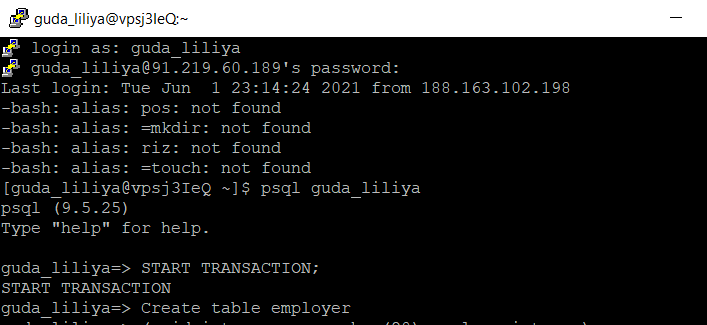 guda_liliya@vpsj3IeQ:~
login as: guda_liliya
guda_liliya@91.219.60.189's password:
Last login: Tue Jun  1 23:14:24 2021 from 188.163.102.198
-bash: alias: pos: not found
-bash: alias: =mkdir: not found
-bash: alias: riz: not found
-bash: alias: =touch: not found
[guda_liliya@vpsj3IeQ ~]$ psql guda_liliya
psql (9.5.25)
Type "help" for help.
guda_liliya=> START TRANSACTION;
START TRANSACTION
guda_liliya=> Create table employer